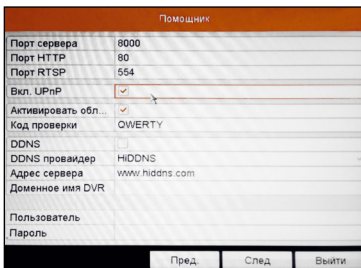 Помощник
Порт сервера 8000
Порт HTTP 80
Порт RTSP 554
Вкл. UPnP
Активировать обл...
Код проверки QWERTY
DDNS
DDNS провайдер HiDDNS
Адрес сервера www.hiddns.com
Доменное имя DVR
Пользователь
Пароль
Пред. След Выйти